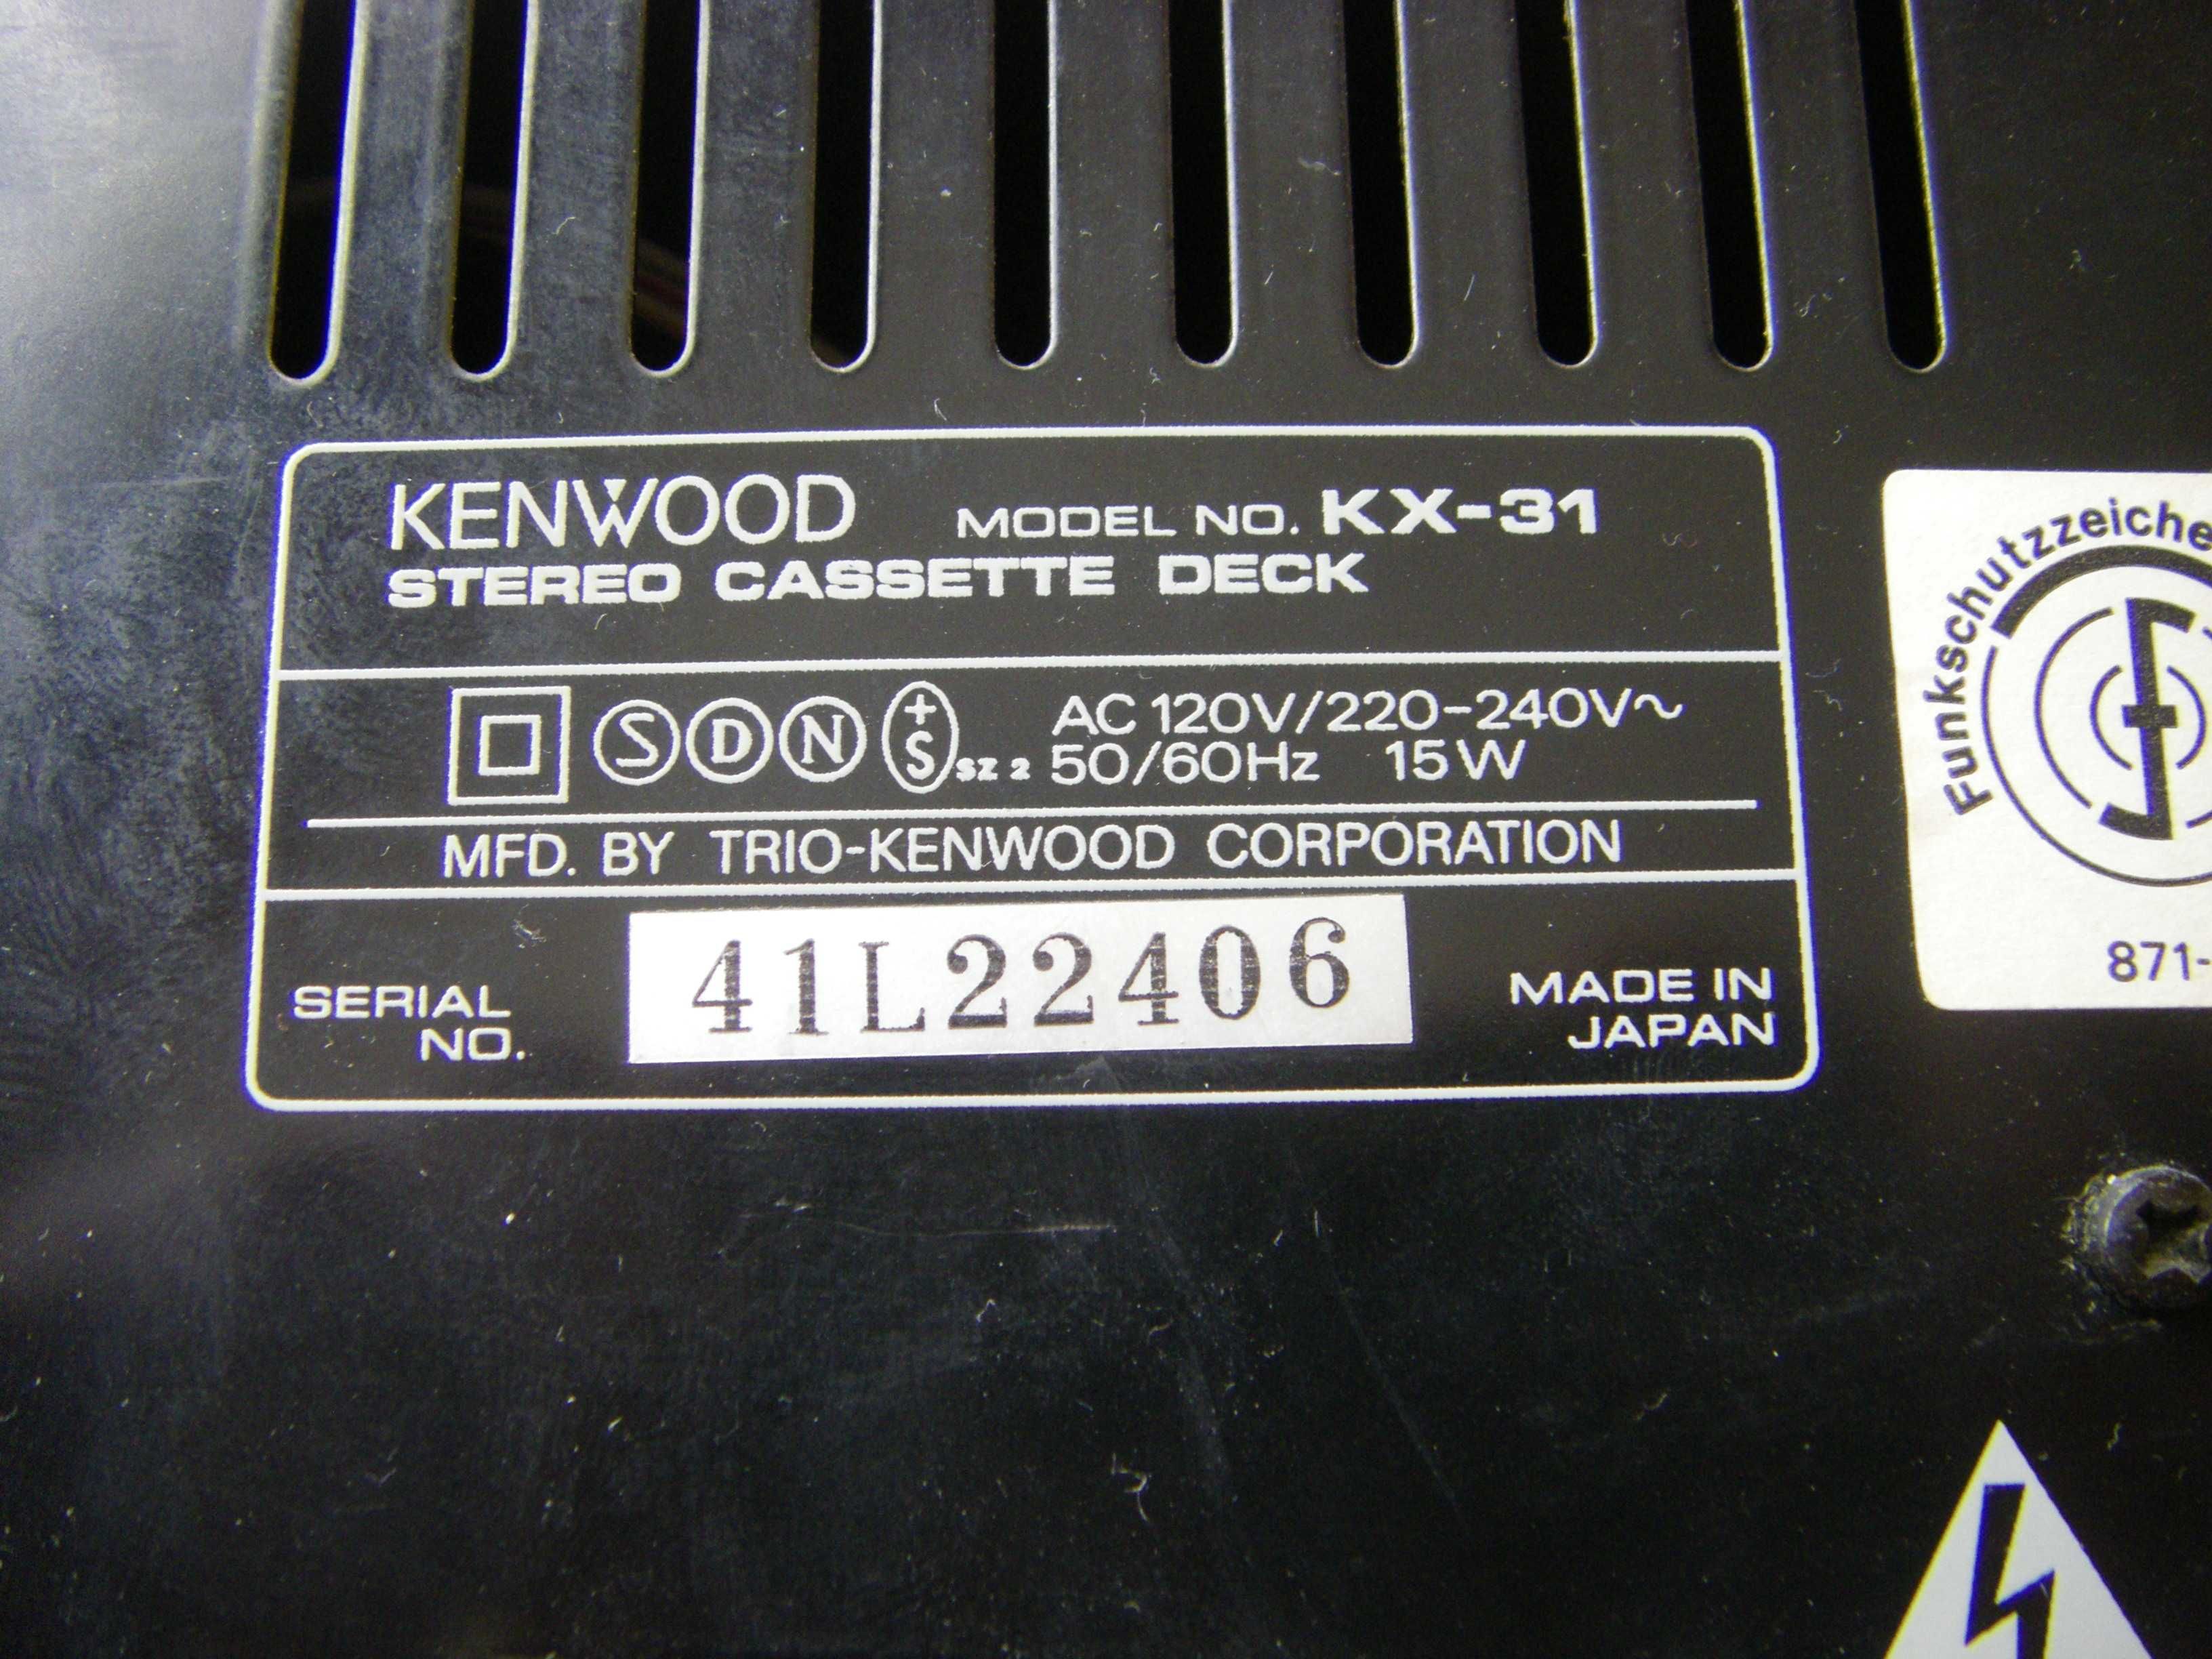 KENWOOD MODEL NO. KX-31
STEREO CASSETTE DECK
S D N +S SZ 2 AC 120V/220-240V~
50/60Hz 15W
MFD. BY TRIO-KENWOOD CORPORATION
SERIAL NO. 41L22406
MADE IN JAPAN
Funkschutzzeiche
871-